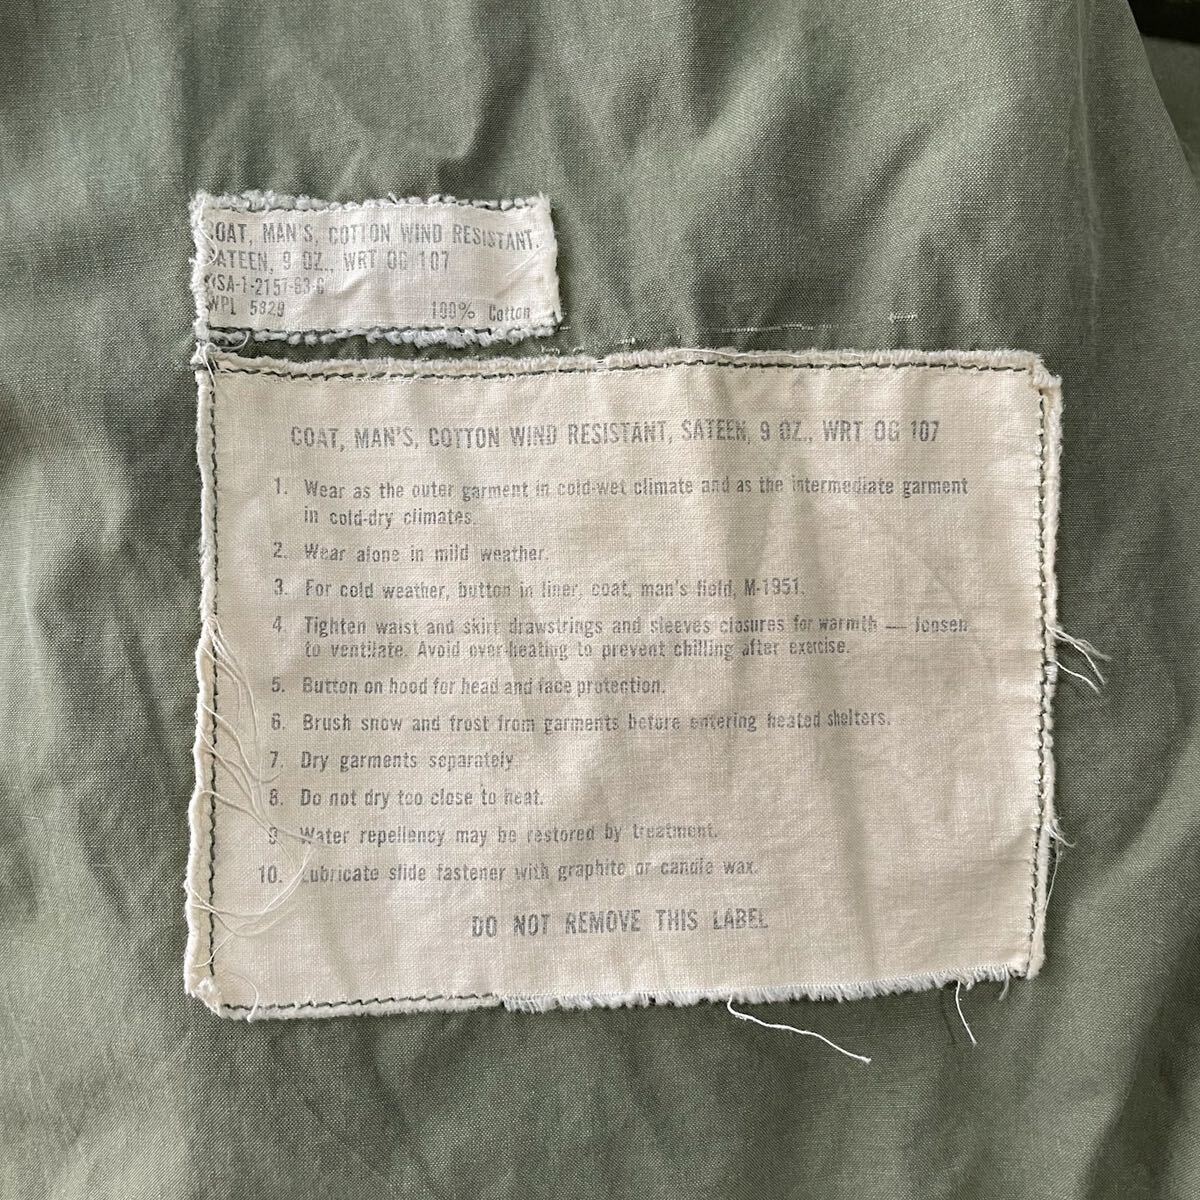 COAT, MAN'S, COTTON WIND RESISTANT.
SATEEN, 9 OZ., WRT OG 107
SA-1-2157-63-C
WPL 5829 100% Cotton
COAT, MAN'S, COTTON WIND RESISTANT, SATEEN, 9 OZ., WRT OG 107
1. Wear as the outer garment in cold-wet climate and as the intermediate garment
in cold-dry climates.
2. Wear alone in mild weather.
3. For cold weather, button in liner, coat, man's field, M-1951.
4. Tighten waist and skirt drawstrings and sleeves closures for warmth — loosen
to ventilate. Avoid over-heating to prevent chilling after exercise.
5. Button on hood for head and face protection.
6. Brush snow and frost from garments before entering heated shelters.
7. Dry garments separately.
8. Do not dry too close to heat.
9. Water repellency may be restored by treatment.
10. Lubricate slide fastener with graphite or candle wax.
DO NOT REMOVE THIS LABEL